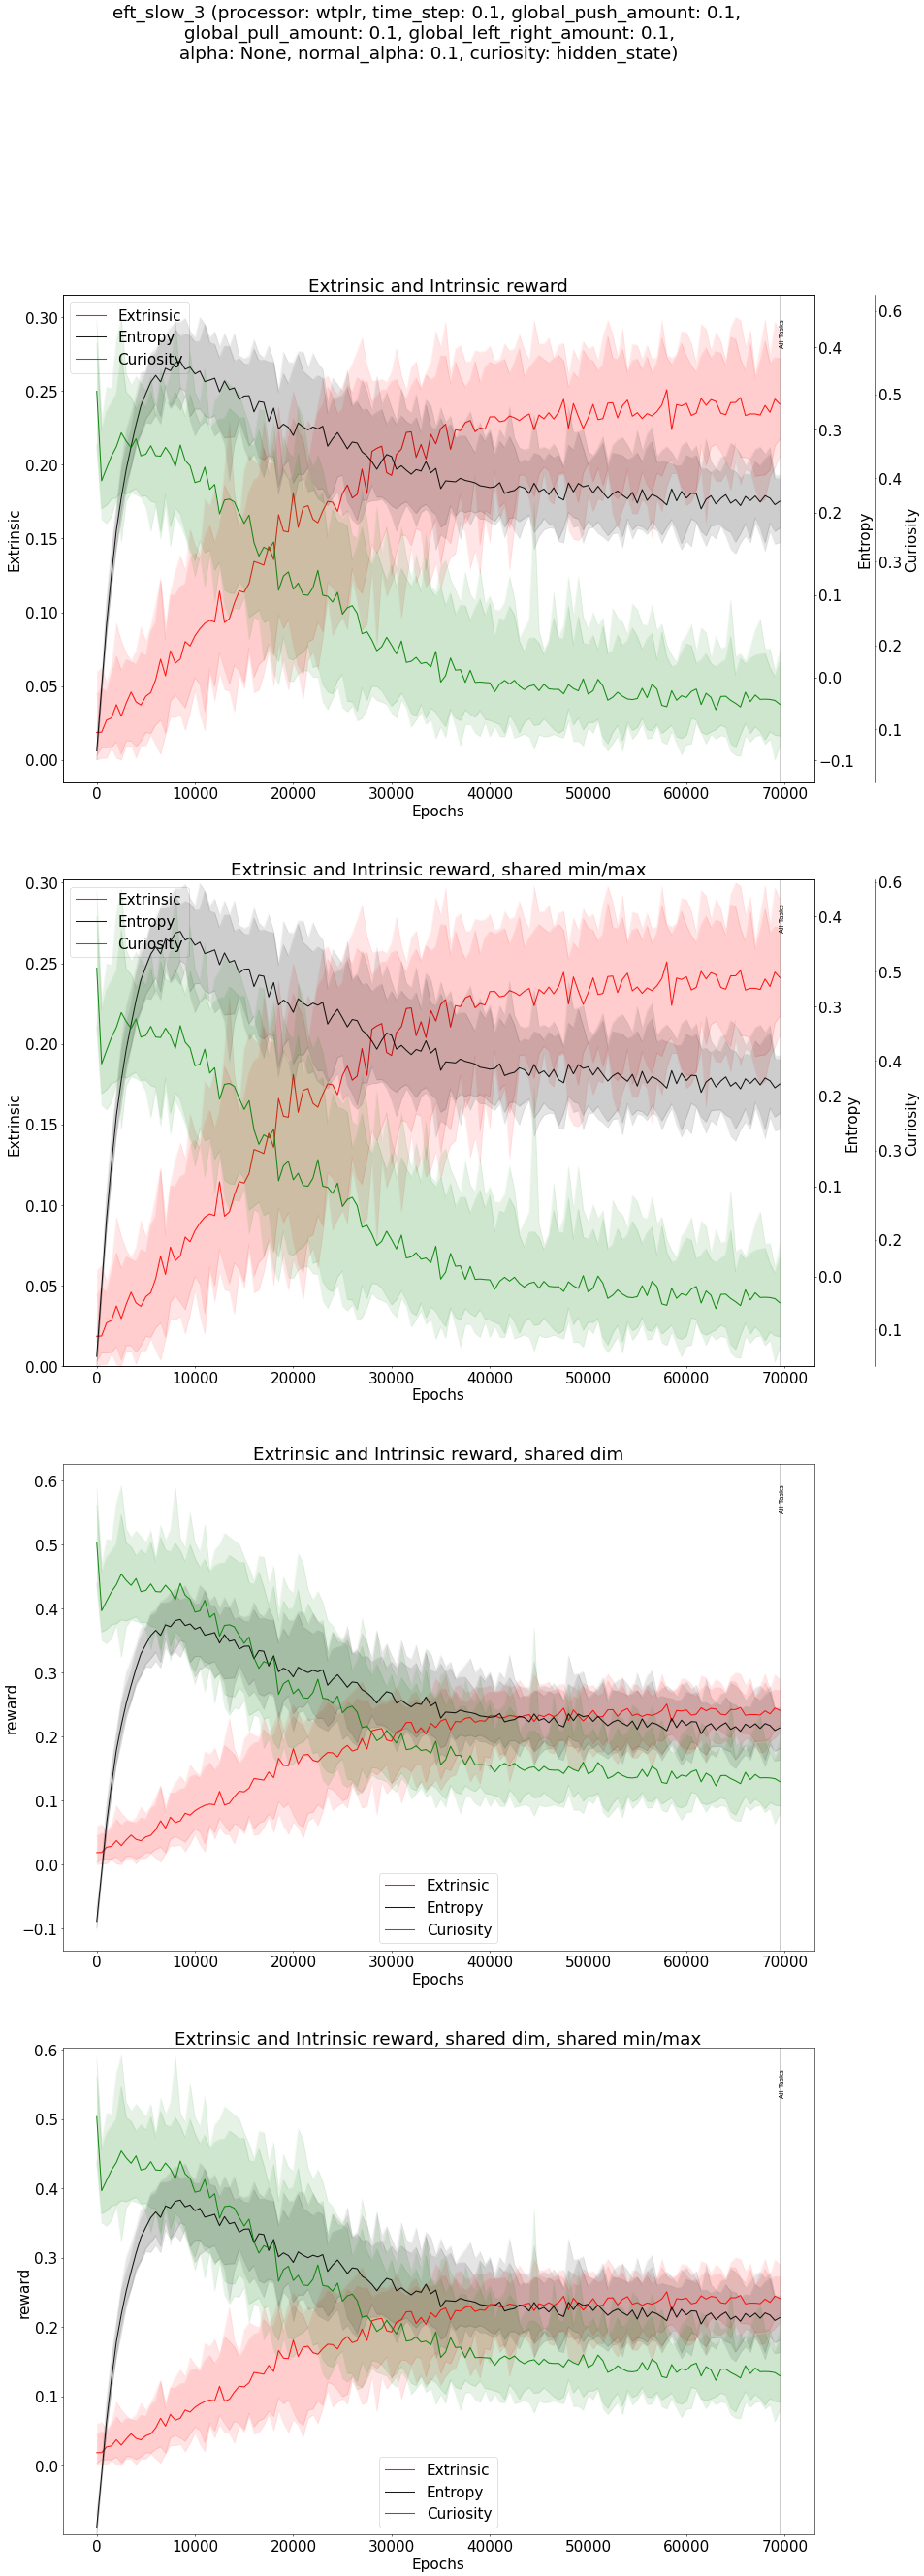 eft_slow_3 (processor: wtplr, time_step: 0.1, global_push_amount: 0.1,
global_pull_amount: 0.1, global_left_right_amount: 0.1,
alpha: None, normal_alpha: 0.1, curiosity: hidden_state)
Extrinsic and Intrinsic reward
Extrinsic
Entropy
Curiosity
All Tasks
0.30
0.25
0.20
0.15
0.10
0.05
0.00
Extrinsic
0.4
0.3
0.2
0.1
0.0
−0.1
Entropy
0.6
0.5
0.4
0.3
0.2
0.1
Curiosity
0 10000 20000 30000 40000 50000 60000 70000
Epochs
Extrinsic and Intrinsic reward, shared min/max
Extrinsic
Entropy
Curiosity
All Tasks
0.30
0.25
0.20
0.15
0.10
0.05
0.00
Extrinsic
0.4
0.3
0.2
0.1
0.0
Entropy
0.6
0.5
0.4
0.3
0.2
0.1
Curiosity
0 10000 20000 30000 40000 50000 60000 70000
Epochs
Extrinsic and Intrinsic reward, shared dim
All Tasks
0.6
0.5
0.4
0.3
0.2
0.1
0.0
−0.1
reward
Extrinsic
Entropy
Curiosity
0 10000 20000 30000 40000 50000 60000 70000
Epochs
Extrinsic and Intrinsic reward, shared dim, shared min/max
All Tasks
0.6
0.5
0.4
0.3
0.2
0.1
0.0
reward
Extrinsic
Entropy
Curiosity
0 10000 20000 30000 40000 50000 60000 70000
Epochs